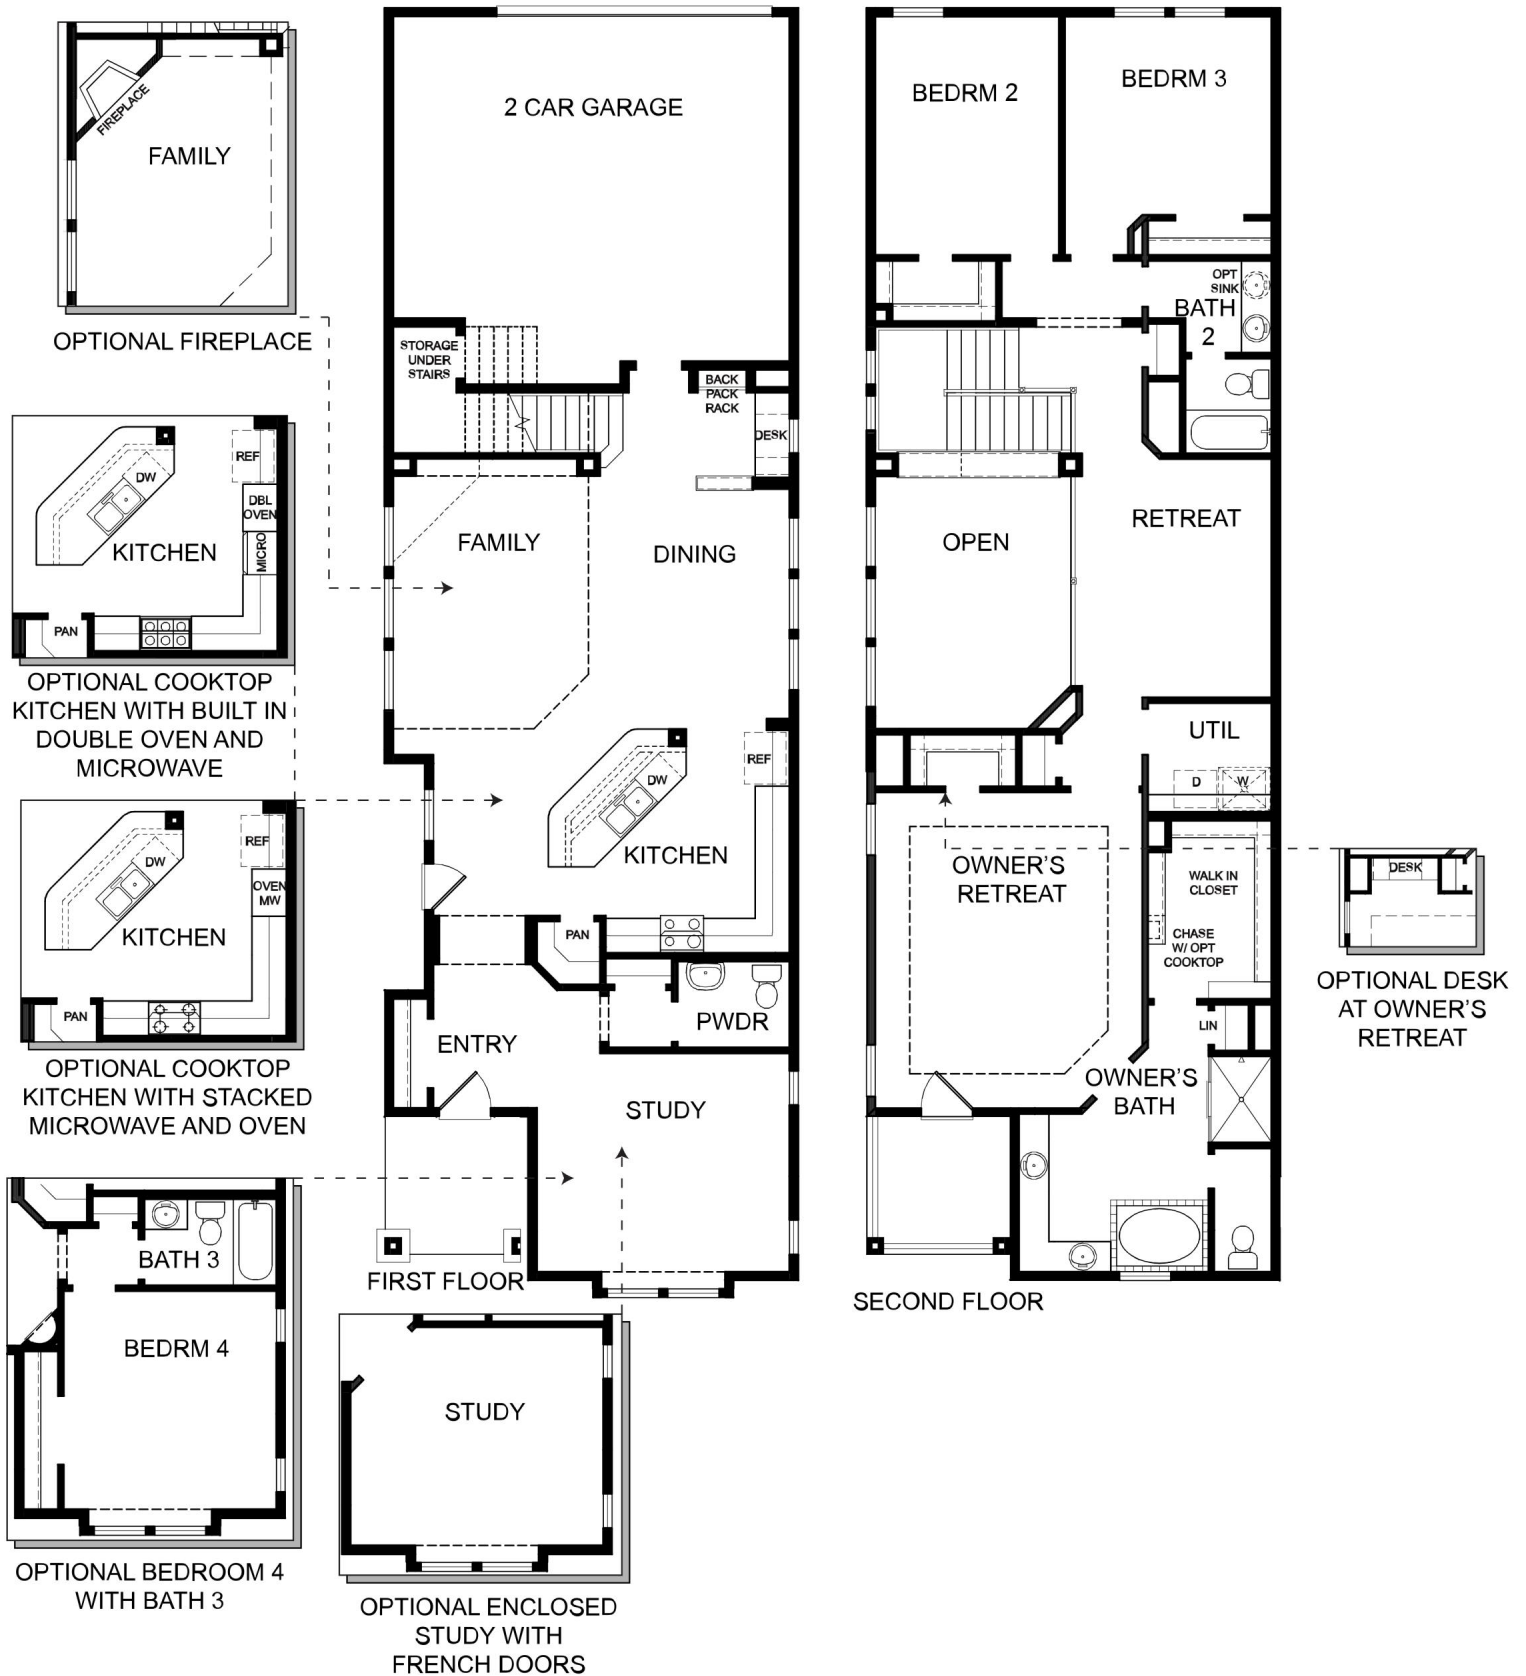 FIREPLACE
FAMILY
OPTIONAL FIREPLACE
REF
DW
DBL
OVEN
MICRO
KITCHEN
PAN
OPTIONAL COOKTOP
KITCHEN WITH BUILT IN
DOUBLE OVEN AND
MICROWAVE
REF
DW
OVEN
MW
KITCHEN
PAN
OPTIONAL COOKTOP
KITCHEN WITH STACKED
MICROWAVE AND OVEN
BATH 3
BEDRM 4
OPTIONAL BEDROOM 4
WITH BATH 3
2 CAR GARAGE
STORAGE
UNDER
STAIRS
BACK
PACK
RACK
DESK
FAMILY
DINING
REF
DW
KITCHEN
PAN
PWDR
ENTRY
STUDY
FIRST FLOOR
STUDY
OPTIONAL ENCLOSED
STUDY WITH
FRENCH DOORS
BEDRM 2
BEDRM 3
OPT
SINK
BATH
2
RETREAT
OPEN
UTIL
D
W
OWNER'S
RETREAT
WALK IN
CLOSET
CHASE
W/ OPT
COOKTOP
LIN
OWNER'S
BATH
SECOND FLOOR
DESK
OPTIONAL DESK
AT OWNER'S
RETREAT